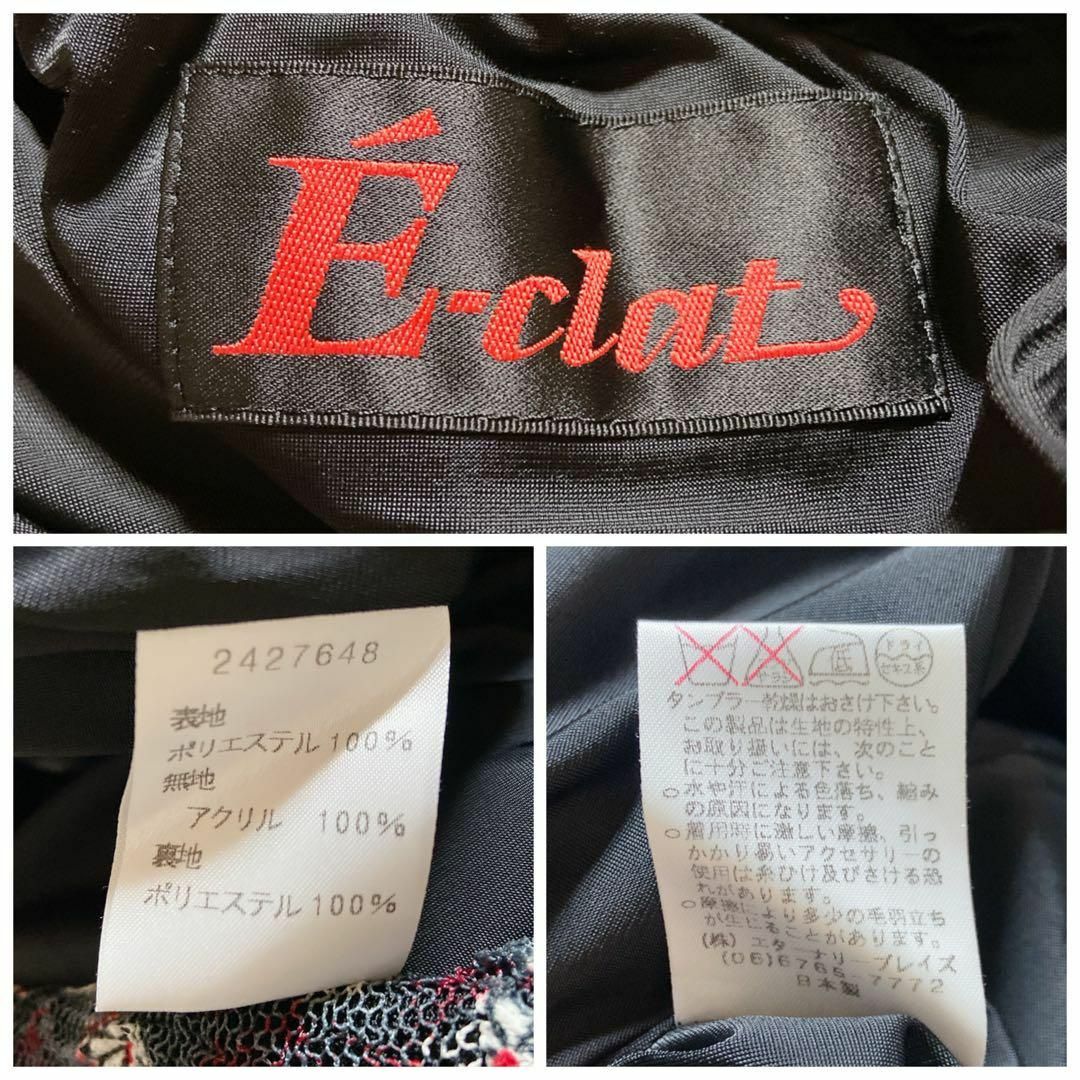 É-clat
2427648
表地
ポリエステル100%
無地
アクリル 100%
裏地
ポリエステル100%
サラシ
ドライ
セキユ系
タンブラー乾燥はおさけ下さい。
この製品は生地の特性上、
お取り扱いには、次のこと
に十分ご注意下さい。
○水や汗による色落ち、縮み
の原因になります。
○着用時に激しい摩擦、引っ
かかり易いアクセサリーの
使用は糸ひけ及びさける恐
れがあります。
○摩擦により多少の毛羽立ち
が生じることがあります。
(株)エターナリーブレイズ
(06)6765-7772
日本製